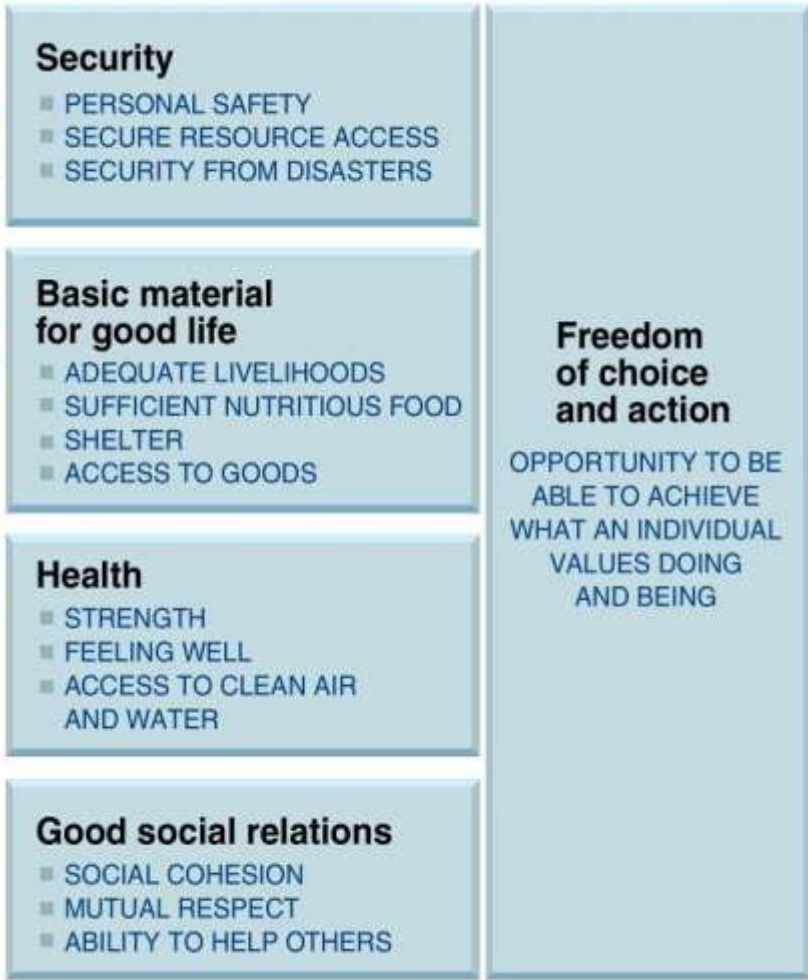 Security
PERSONAL SAFETY
SECURE RESOURCE ACCESS
SECURITY FROM DISASTERS
Basic material
for good life
ADEQUATE LIVELIHOODS
SUFFICIENT NUTRITIOUS FOOD
SHELTER
ACCESS TO GOODS
Health
STRENGTH
FEELING WELL
ACCESS TO CLEAN AIR
AND WATER
Good social relations
SOCIAL COHESION
MUTUAL RESPECT
ABILITY TO HELP OTHERS
Freedom
of choice
and action
OPPORTUNITY TO BE
ABLE TO ACHIEVE
WHAT AN INDIVIDUAL
VALUES DOING
AND BEING